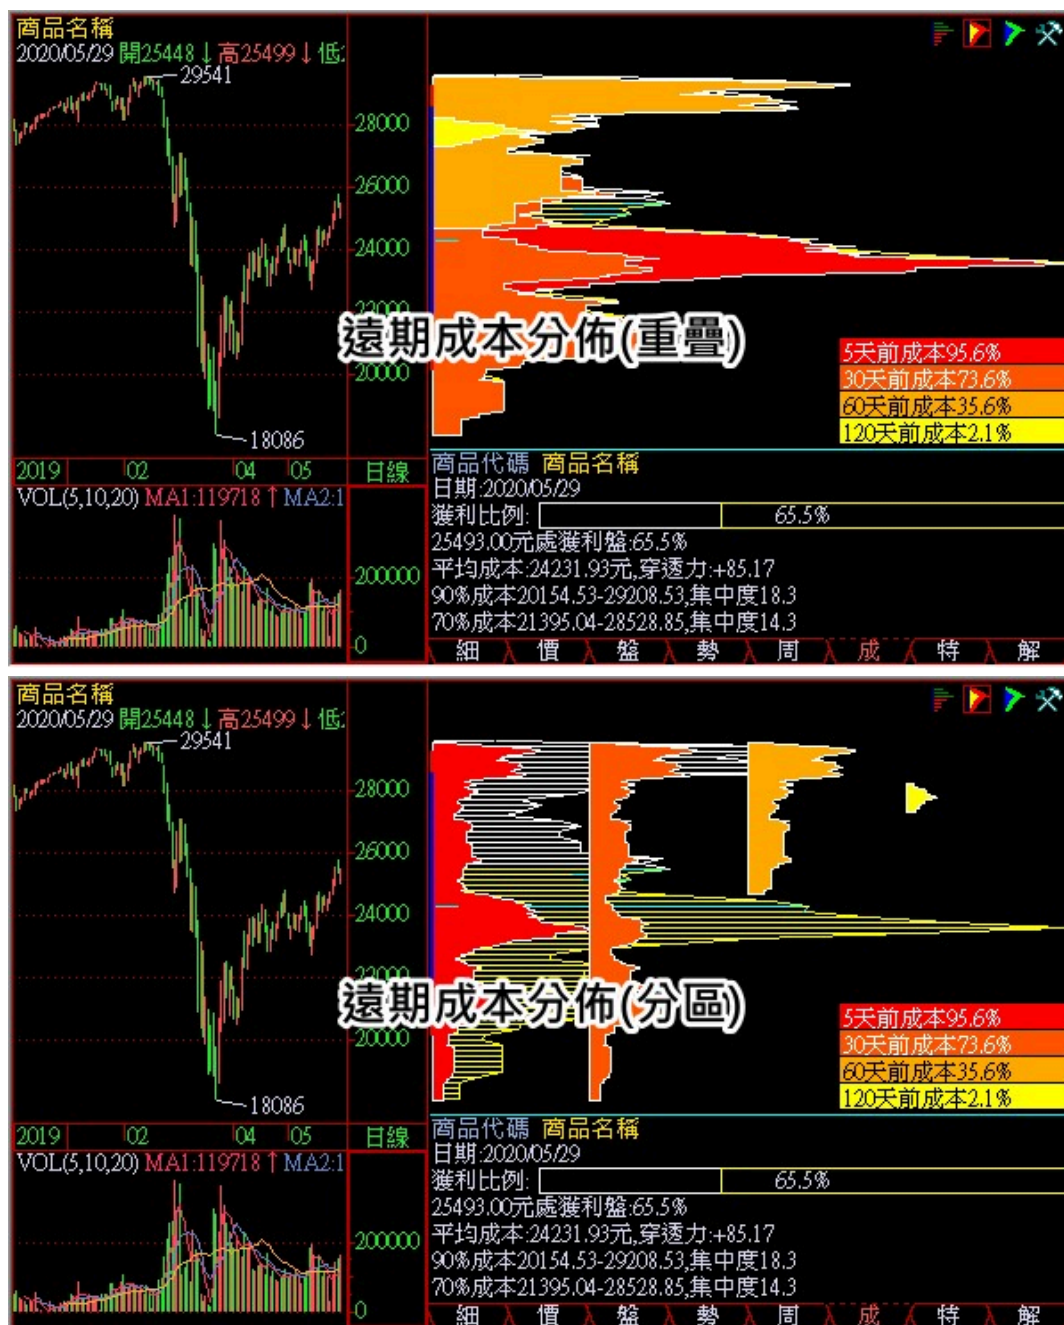 商品名稱
2020/05/29 開25448↓高25499↓低
29541
28000
26000
24000
22000
20000
18086
遠期成本分佈(重疊)
5天前成本95.6%
30天前成本73.6%
60天前成本35.6%
120天前成本2.1%
2019 02 04 05 日線
VOL(5,10,20) MA1:119718↑ MA2:1
200000
0
商品代碼 商品名稱
日期:2020/05/29
獲利比例: 65.5%
25493.00元處獲利盤:65.5%
平均成本:24231.93元,穿透力:+85.17
90%成本20154.53-29208.53,集中度18.3
70%成本21395.04-28528.85,集中度14.3
細 價 盤 勢 周 成 特 解
商品名稱
2020/05/29 開25448↓高25499↓低
29541
28000
26000
24000
22000
20000
18086
遠期成本分佈(分區)
5天前成本95.6%
30天前成本73.6%
60天前成本35.6%
120天前成本2.1%
2019 02 04 05 日線
VOL(5,10,20) MA1:119718↑ MA2:1
200000
0
商品代碼 商品名稱
日期:2020/05/29
獲利比例: 65.5%
25493.00元處獲利盤:65.5%
平均成本:24231.93元,穿透力:+85.17
90%成本20154.53-29208.53,集中度18.3
70%成本21395.04-28528.85,集中度14.3
細 價 盤 勢 周 成 特 解